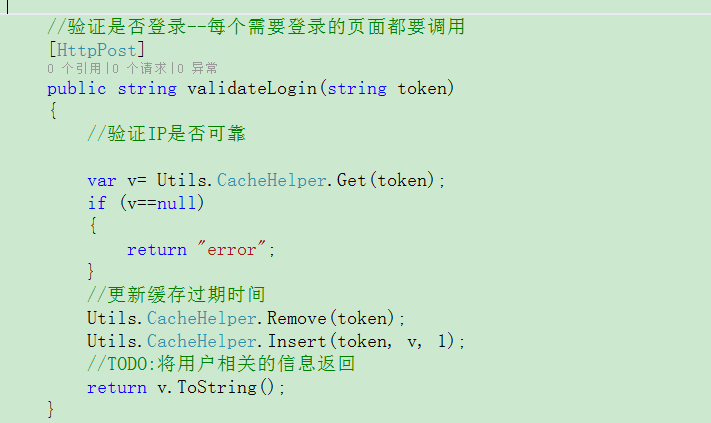 //验证是否登录--每个需要登录的页面都要调用
[HttpPost]
0 个引用|0 个请求|0 异常
public string validateLogin(string token)
{
//验证IP是否可靠
var v= Utils.CacheHelper.Get(token);
if (v==null)
{
return "error";
}
//更新缓存过期时间
Utils.CacheHelper.Remove(token);
Utils.CacheHelper.Insert(token, v, 1);
//TODO:将用户相关的信息返回
return v.ToString();
}